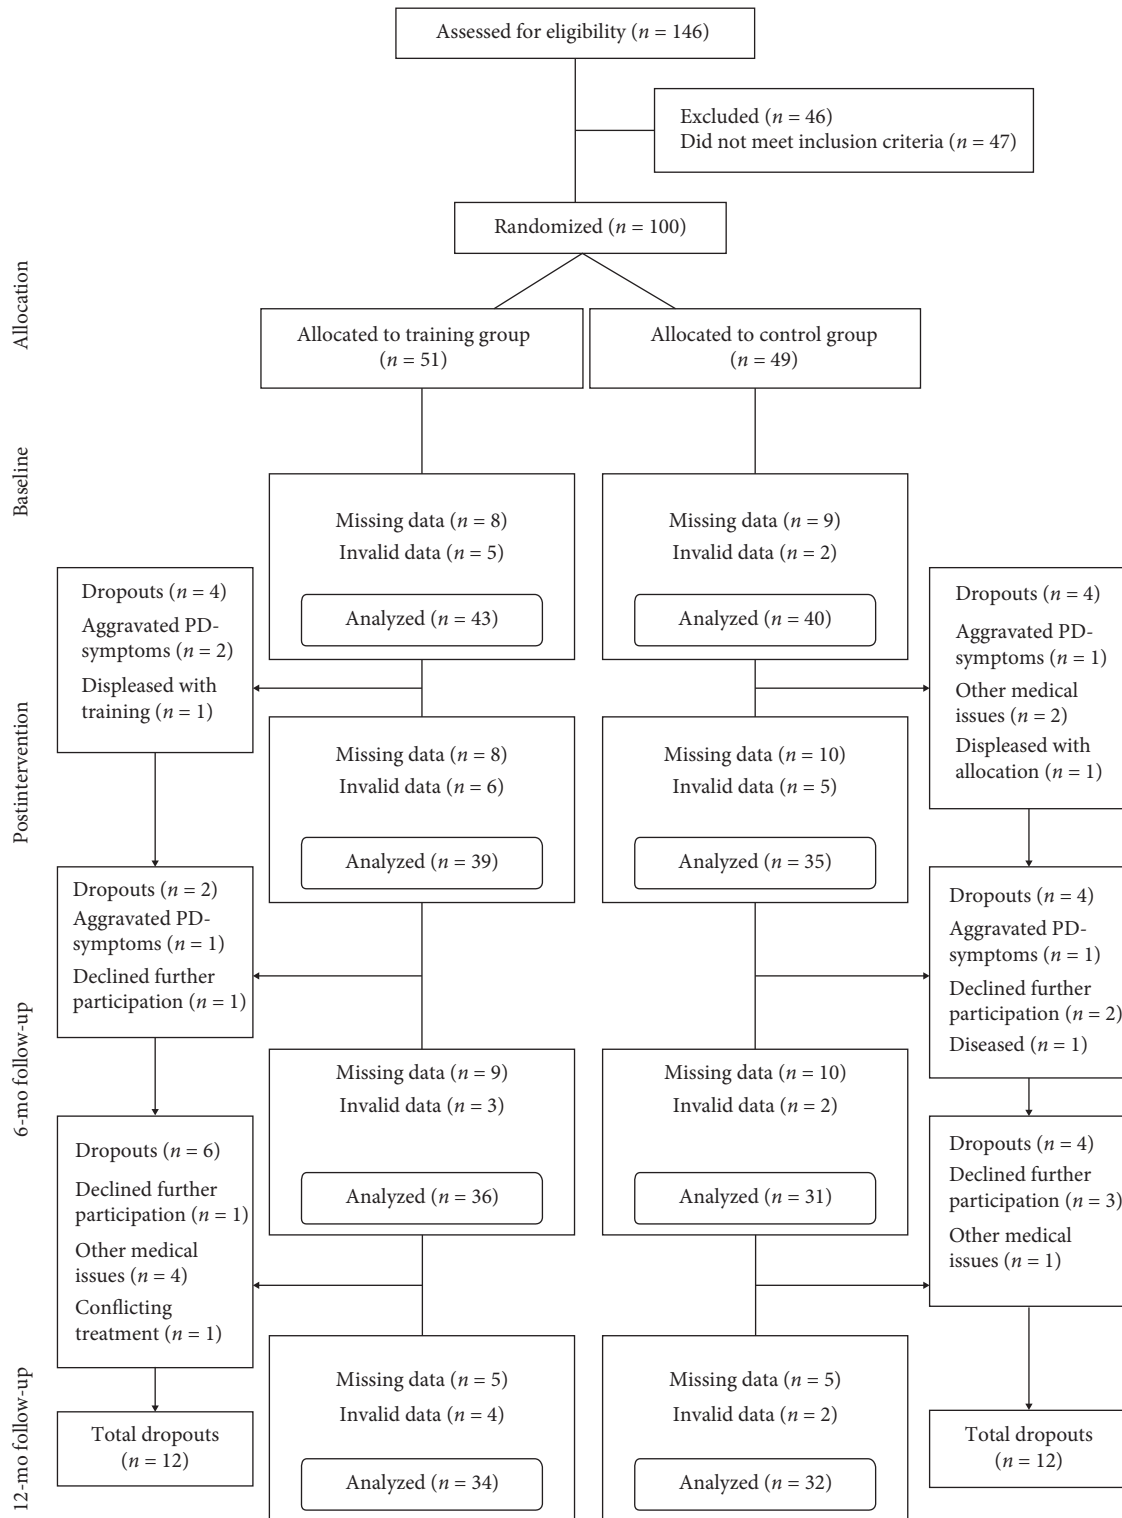 Assessed for eligibility (n = 146)
Excluded (n = 46)
Did not meet inclusion criteria (n = 47)
Randomized (n = 100)
Allocation
Allocated to training group
(n = 51)
Allocated to control group
(n = 49)
Baseline
Missing data (n = 8)
Invalid data (n = 5)
Analyzed (n = 43)
Missing data (n = 9)
Invalid data (n = 2)
Analyzed (n = 40)
Dropouts (n = 4)
Aggravated PD-
symptoms (n = 2)
Displeased with
training (n = 1)
Dropouts (n = 4)
Aggravated PD-
symptoms (n = 1)
Other medical
issues (n = 2)
Displeased with
allocation (n = 1)
Postintervention
Missing data (n = 8)
Invalid data (n = 6)
Analyzed (n = 39)
Missing data (n = 10)
Invalid data (n = 5)
Analyzed (n = 35)
Dropouts (n = 2)
Aggravated PD-
symptoms (n = 1)
Declined further
participation (n = 1)
Dropouts (n = 4)
Aggravated PD-
symptoms (n = 1)
Declined further
participation (n = 2)
Diseased (n = 1)
6-mo follow-up
Missing data (n = 9)
Invalid data (n = 3)
Analyzed (n = 36)
Missing data (n = 10)
Invalid data (n = 2)
Analyzed (n = 31)
Dropouts (n = 6)
Declined further
participation (n = 1)
Other medical
issues (n = 4)
Conflicting
treatment (n = 1)
Dropouts (n = 4)
Declined further
participation (n = 3)
Other medical
issues (n = 1)
12-mo follow-up
Missing data (n = 5)
Invalid data (n = 4)
Analyzed (n = 34)
Missing data (n = 5)
Invalid data (n = 2)
Analyzed (n = 32)
Total dropouts
(n = 12)
Total dropouts
(n = 12)